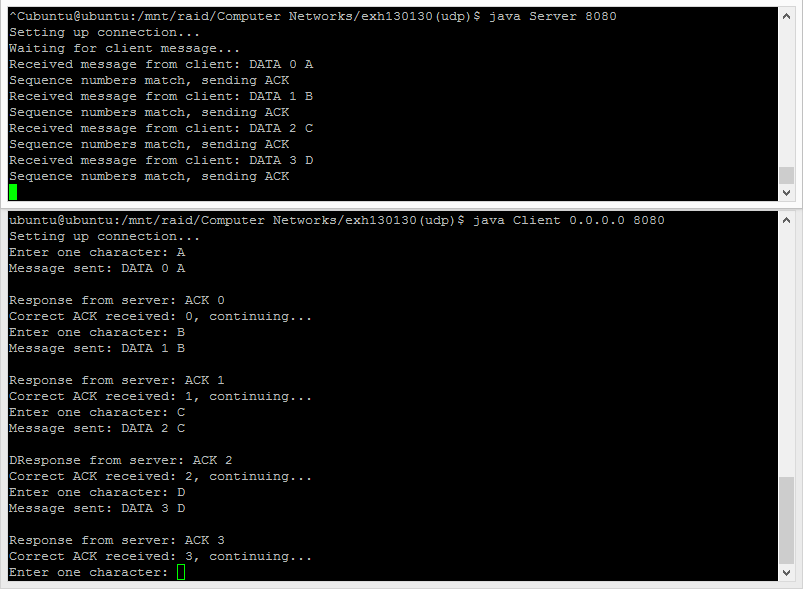 ^Cubuntu@ubuntu:/mnt/raid/Computer Networks/exh130130(udp)$ java Server 8080
Setting up connection...
Waiting for client message...
Received message from client: DATA 0 A
Sequence numbers match, sending ACK
Received message from client: DATA 1 B
Sequence numbers match, sending ACK
Received message from client: DATA 2 C
Sequence numbers match, sending ACK
Received message from client: DATA 3 D
Sequence numbers match, sending ACK
ubuntu@ubuntu:/mnt/raid/Computer Networks/exh130130(udp)$ java Client 0.0.0.0 8080
Setting up connection...
Enter one character: A
Message sent: DATA 0 A
Response from server: ACK 0
Correct ACK received: 0, continuing...
Enter one character: B
Message sent: DATA 1 B
Response from server: ACK 1
Correct ACK received: 1, continuing...
Enter one character: C
Message sent: DATA 2 C
DResponse from server: ACK 2
Correct ACK received: 2, continuing...
Enter one character: D
Message sent: DATA 3 D
Response from server: ACK 3
Correct ACK received: 3, continuing...
Enter one character: